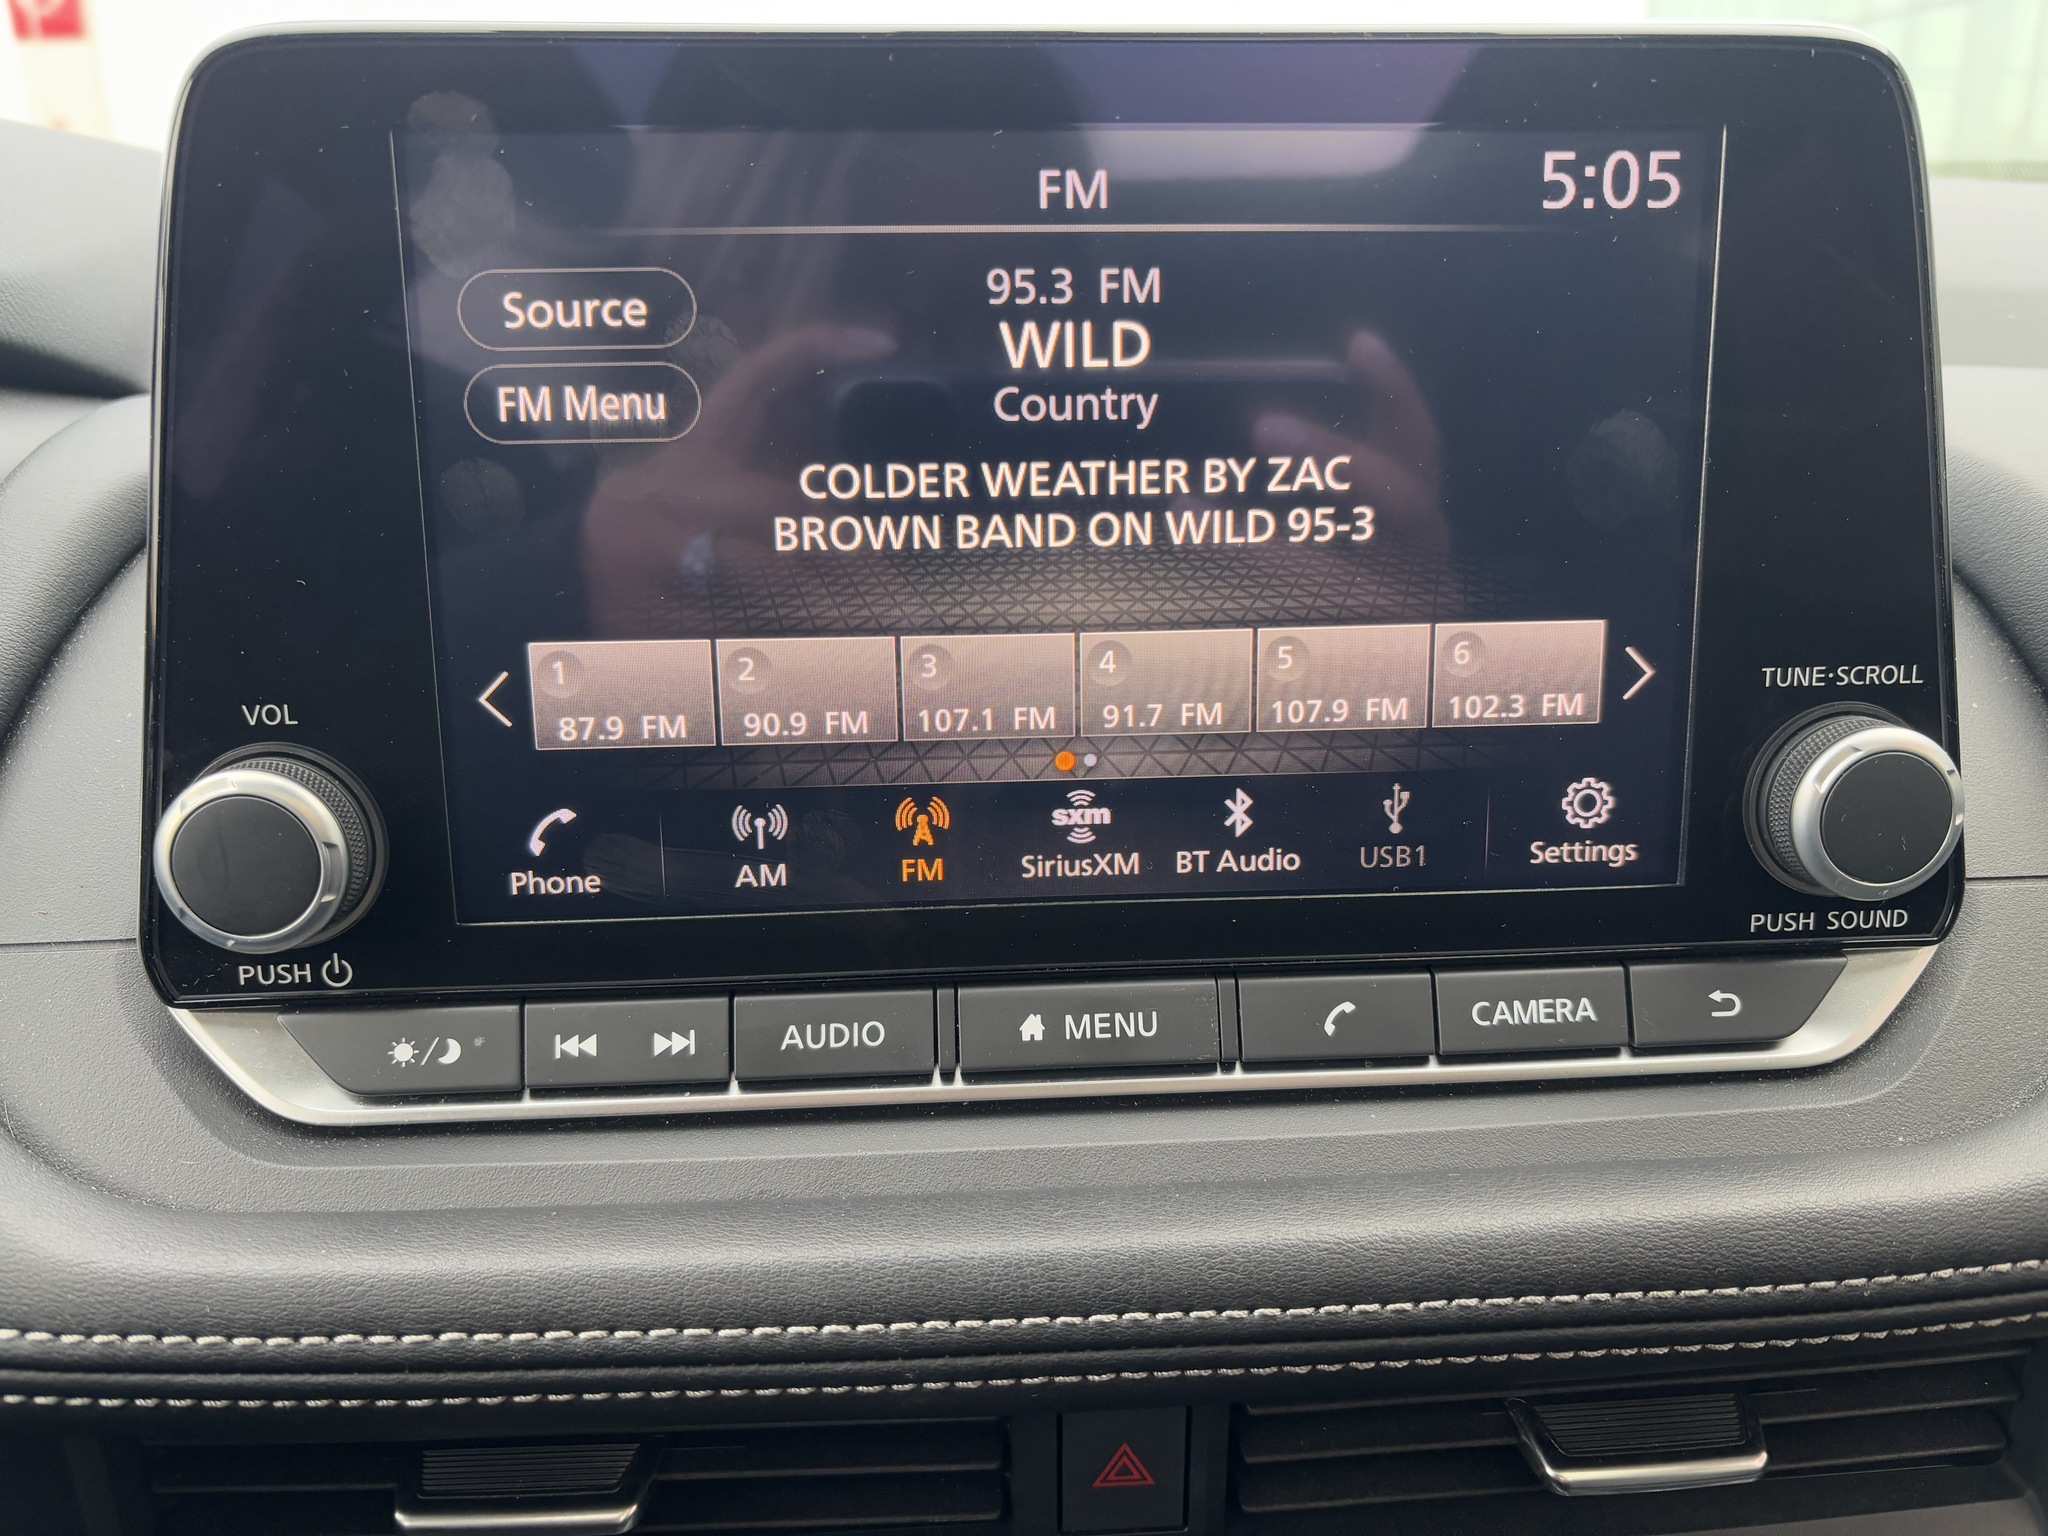 FM
5:05
Source
FM Menu
95.3 FM
WILD
Country
COLDER WEATHER BY ZAC
BROWN BAND ON WILD 95-3
1
87.9 FM
2
90.9 FM
3
107.1 FM
4
91.7 FM
5
107.9 FM
6
102.3 FM
Phone
AM
FM
sxm
SiriusXM
BT Audio
USB1
Settings
VOL
PUSH
TUNE·SCROLL
PUSH SOUND
AUDIO
MENU
CAMERA